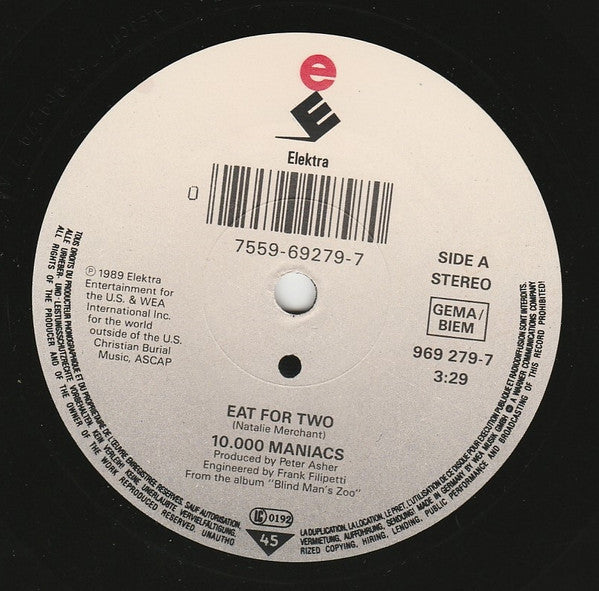 e
E
Elektra
0
7559-69279-7
SIDE A
STEREO
GEMA/
BIEM
969 279-7
3:29
℗ 1989 Elektra
Entertainment for
the U.S. & WEA
International Inc.
for the world
outside of the U.S.
Christian Burial
Music, ASCAP
EAT FOR TWO
(Natalie Merchant)
10.000 MANIACS
Produced by Peter Asher
Engineered by Frank Filipetti
From the album "Blind Man's Zoo"
LC 0192
45
TOUS DROITS DU PRODUCTEUR PHONOGRAPHIQUE ET DU PROPRIETAIRE DE L'ŒUVRE ENREGISTREE RESERVES. SAUF AUTORISATION,
LA DUPLICATION, LA LOCATION, LE PRET, L'UTILISATION DE CE DISQUE POUR EXECUTION PUBLIQUE ET RADIODIFFUSION SONT INTERDITS.
ALLE URHEBER- UND LEISTUNGSSCHUTZRECHTE VORBEHALTEN. KEIN VERLEIH! KEINE UNERLAUBTE VERVIELFÄLTIGUNG,
VERMIETUNG, AUFFÜHRUNG, SENDUNG! MADE IN GERMANY BY WEA MUSIK GMBH A WARNER COMMUNICATIONS COMPANY
ALL RIGHTS OF THE PRODUCER AND OF THE OWNER OF THE WORK REPRODUCED RESERVED UNAUTHO
RIZED COPYING, HIRING, LENDING, PUBLIC PERFORMANCE AND BROADCASTING OF THIS RECORD PROHIBITED!